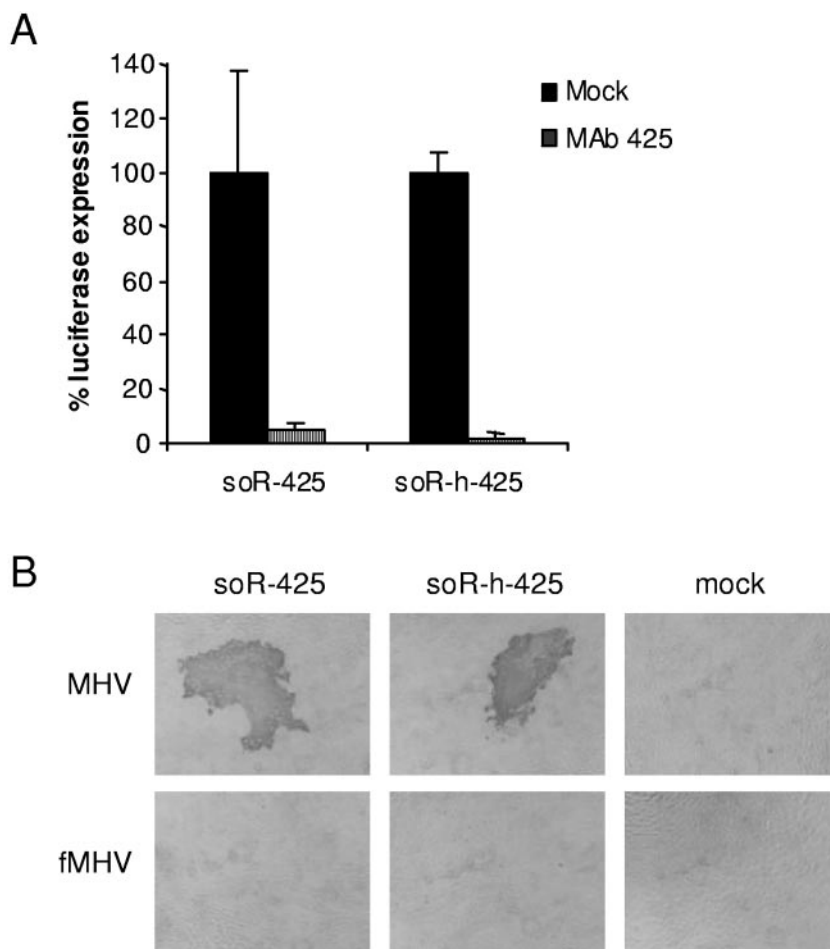 A
% luciferase expression
140
120
100
80
60
40
20
0
Mock
MAb 425
soR-425
soR-h-425
B
soR-425
soR-h-425
mock
MHV
fMHV